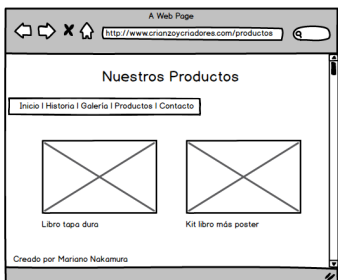 A Web Page
http://www.crianzoycriadores.com/productos
Nuestros Productos
Inicio | Historia | Galería | Productos | Contacto
Libro tapa dura
Kit libro más poster
Creado por Mariano Nakamura